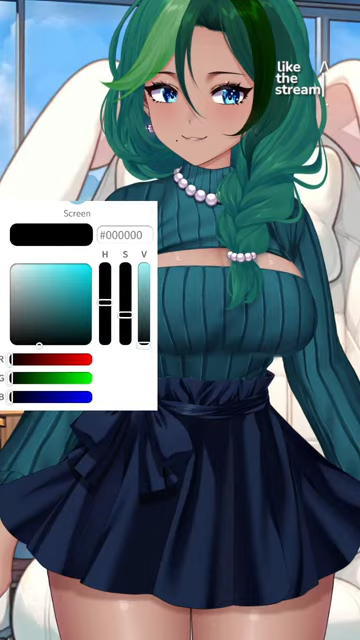 like
the
stream
Screen
#000000
H S V
R
G
B